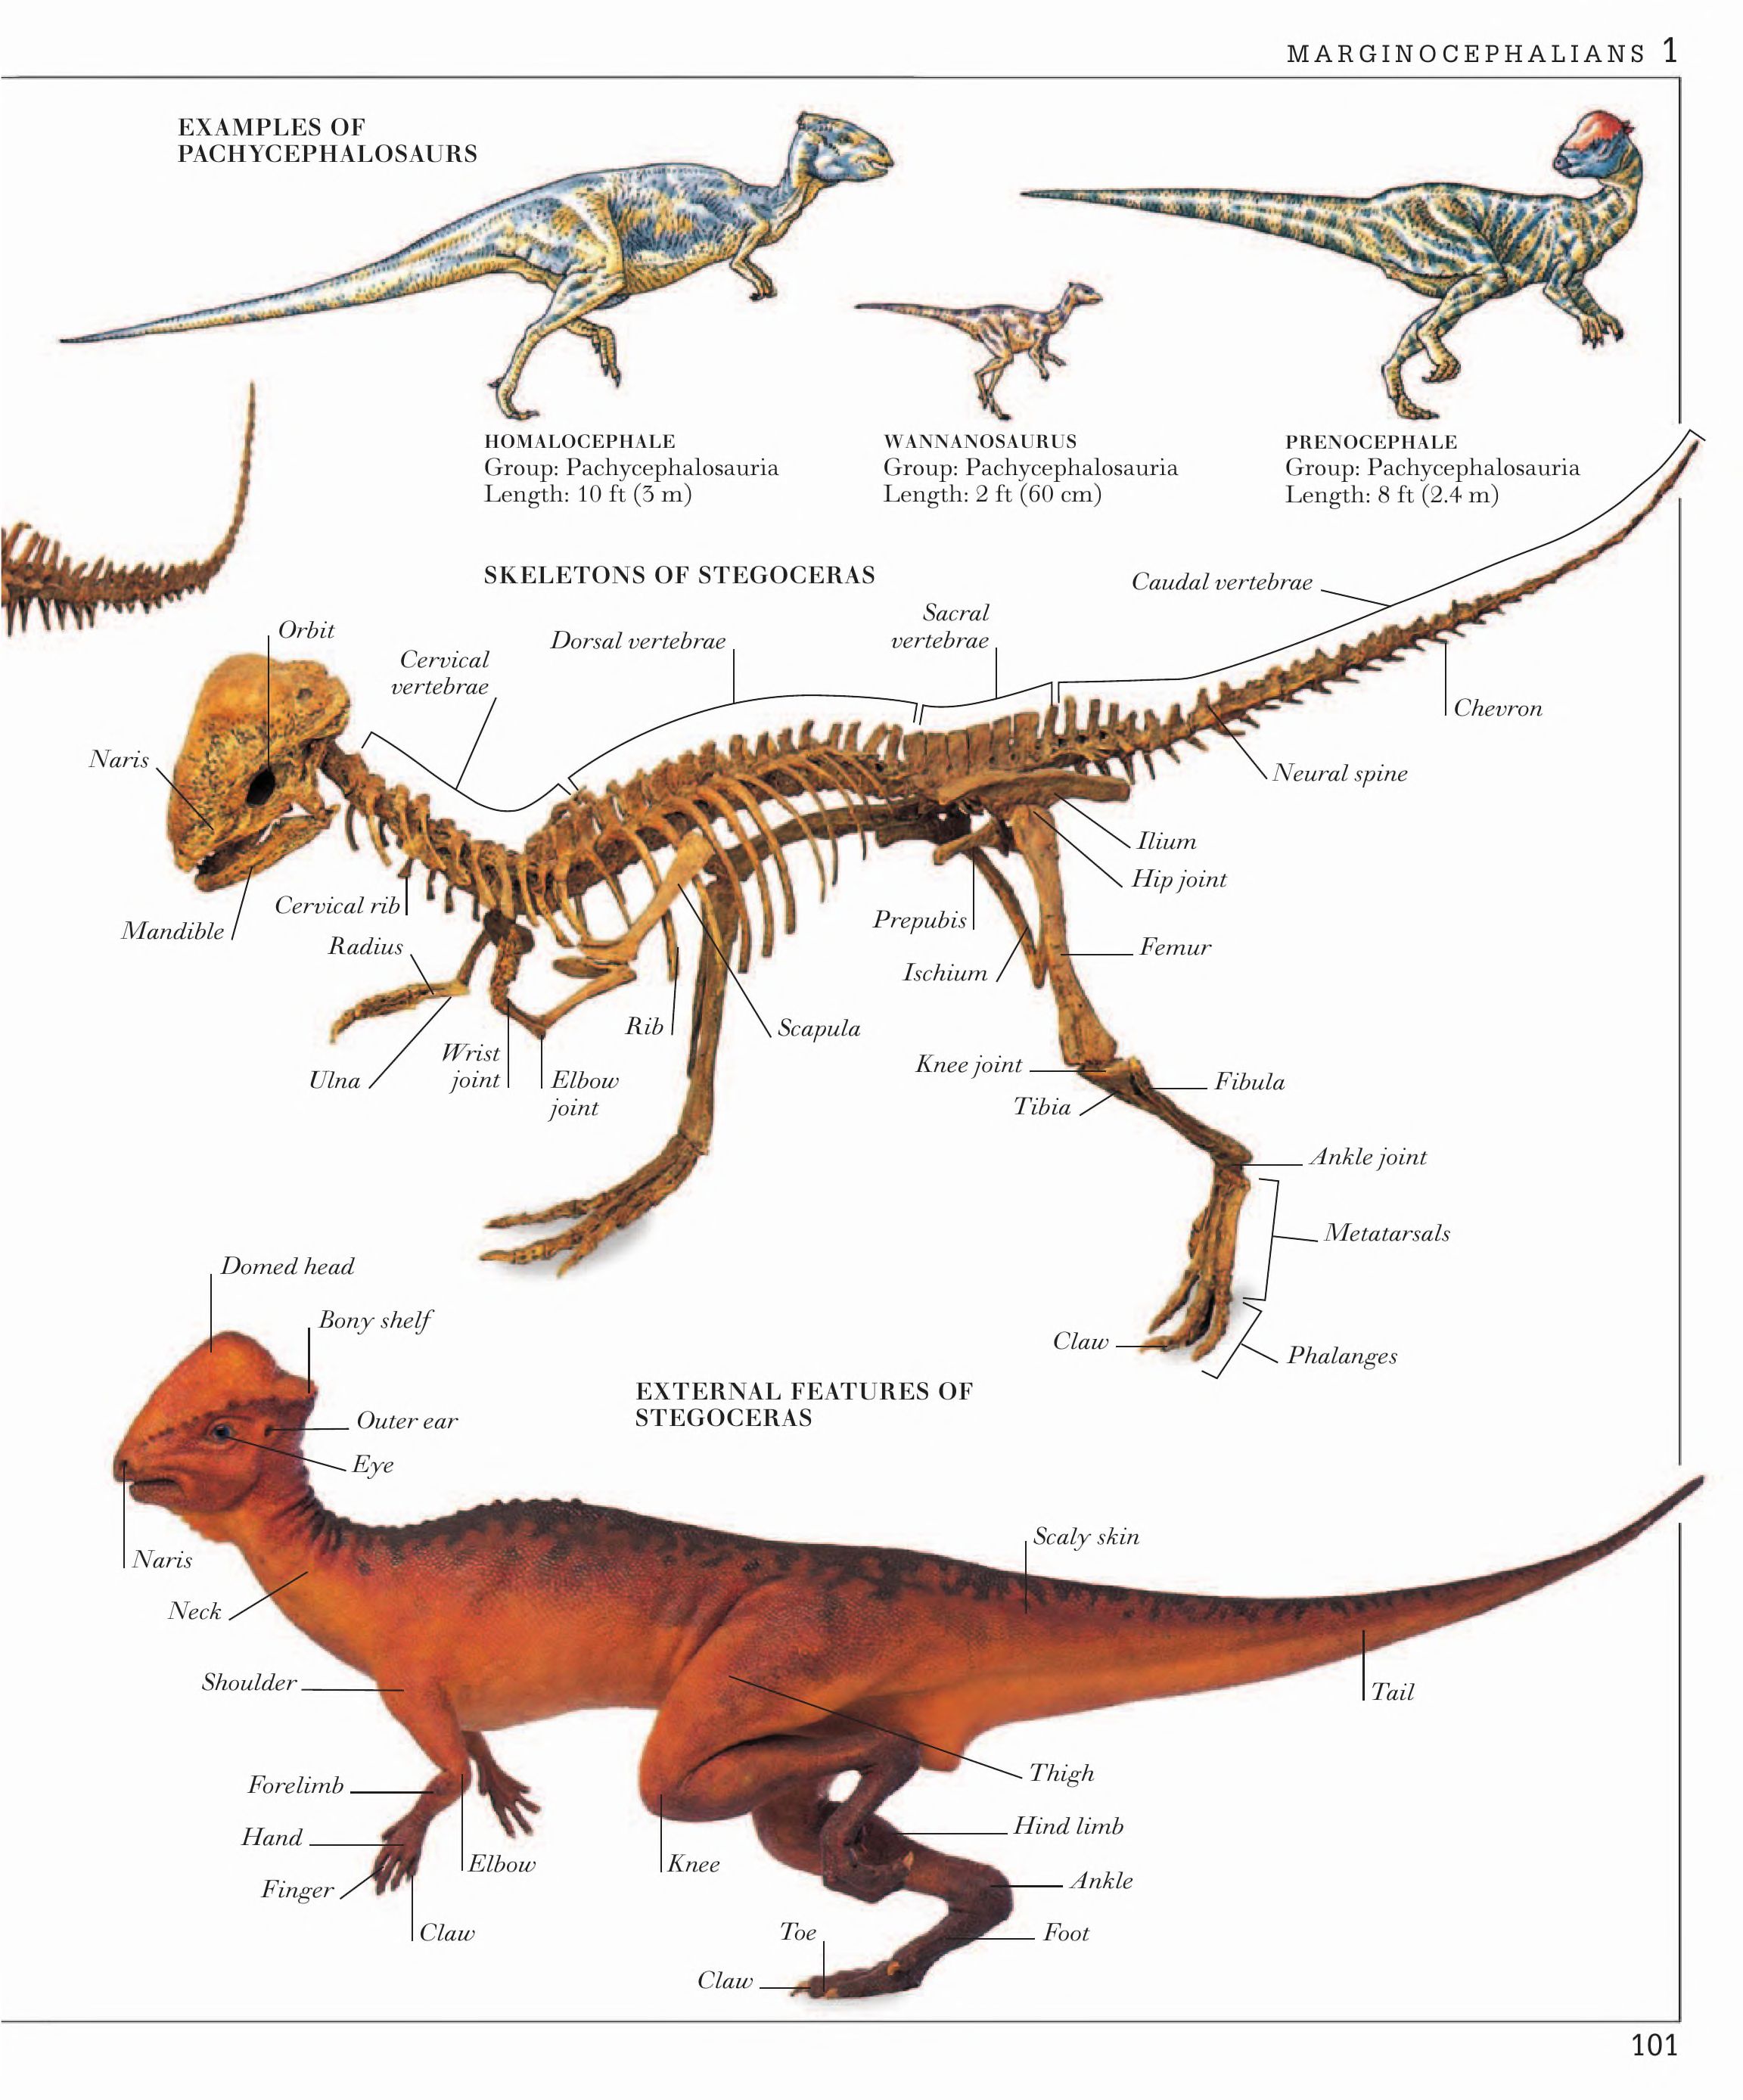 MARGINOCEPHALIANS 1
EXAMPLES OF
PACHYCEPHALOSAURS
HOMALOCEPHALE
Group: Pachycephalosauria
Length: 10 ft (3 m)
WANNANOSAURUS
Group: Pachycephalosauria
Length: 2 ft (60 cm)
PRENOCEPHALE
Group: Pachycephalosauria
Length: 8 ft (2.4 m)
SKELETONS OF STEGOCERAS
Caudal vertebrae
Sacral
vertebrae
Dorsal vertebrae
Orbit
Cervical
vertebrae
Chevron
Naris
Neural spine
Ilium
Hip joint
Cervical rib
Prepubis
Mandible
Radius
Femur
Ischium
Rib
Scapula
Wrist
joint
Ulna
Elbow
joint
Knee joint
Fibula
Tibia
Ankle joint
Metatarsals
Claw
Phalanges
Domed head
Bony shelf
EXTERNAL FEATURES OF
STEGOCERAS
Outer ear
Eye
Naris
Scaly skin
Neck
Shoulder
Tail
Thigh
Forelimb
Hind limb
Hand
Elbow
Knee
Finger
Ankle
Claw
Toe
Foot
Claw
101